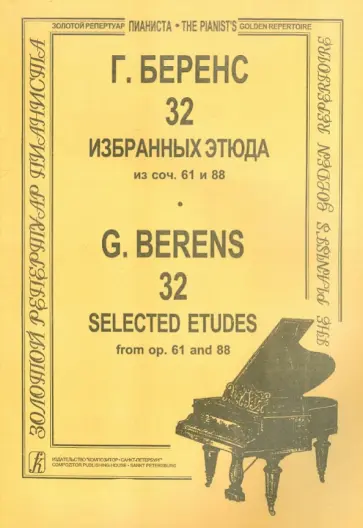 ЗОЛОТОЙ РЕПЕРТУАР ПИАНИСТА • THE PIANIST'S GOLDEN REPERTOIRE
ЗОЛОТОЙ РЕПЕРТУАР ПИАНИСТА
THE PIANIST'S GOLDEN REPERTOIRE
Г. БЕРЕНС
32
ИЗБРАННЫХ ЭТЮДА
из соч. 61 и 88
•
G. BERENS
32
SELECTED ETUDES
from op. 61 and 88
ИЗДАТЕЛЬСТВО "КОМПОЗИТОР • САНКТ-ПЕТЕРБУРГ"
COMPOZITOR PUBLISHING-HOUSE • SANKT PETERSBURG